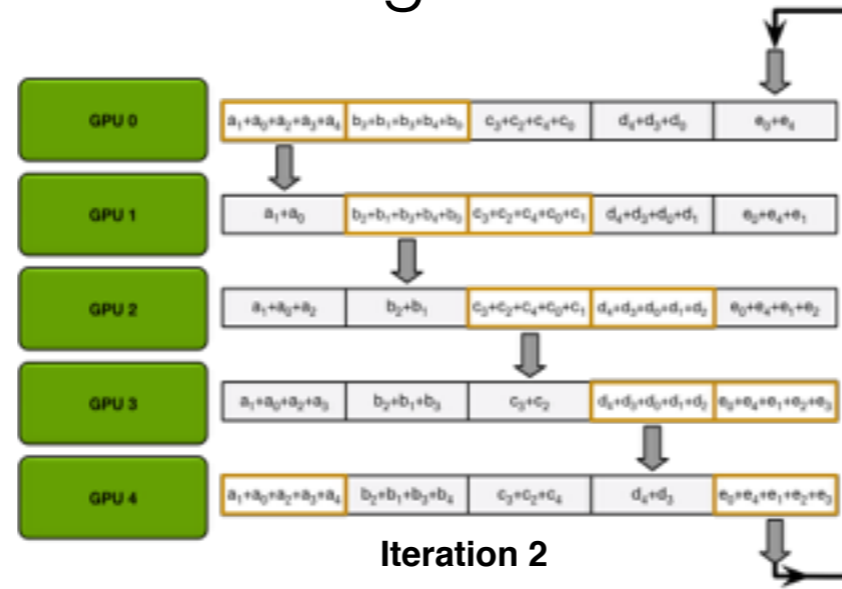 g
GPU 0 a₁+a₀+a₂+a₃+a₄ b₂+b₁+b₃+b₄+b₀ c₃+c₂+c₄+c₀ d₄+d₃+d₀ e₀+e₄
GPU 1 a₁+a₀ b₂+b₁+b₃+b₄+b₀ c₃+c₂+c₄+c₀+c₁ d₄+d₃+d₀+d₁ e₀+e₄+e₁
GPU 2 a₁+a₀+a₂ b₂+b₁ c₃+c₂+c₄+c₀+c₁ d₄+d₃+d₀+d₁+d₂ e₀+e₄+e₁+e₂
GPU 3 a₁+a₀+a₂+a₃ b₂+b₁+b₃ c₃+c₂ d₄+d₃+d₀+d₁+d₂ e₀+e₄+e₁+e₂+e₃
GPU 4 a₁+a₀+a₂+a₃+a₄ b₂+b₁+b₃+b₄ c₃+c₂+c₄ d₄+d₃ e₀+e₄+e₁+e₂+e₃
Iteration 2